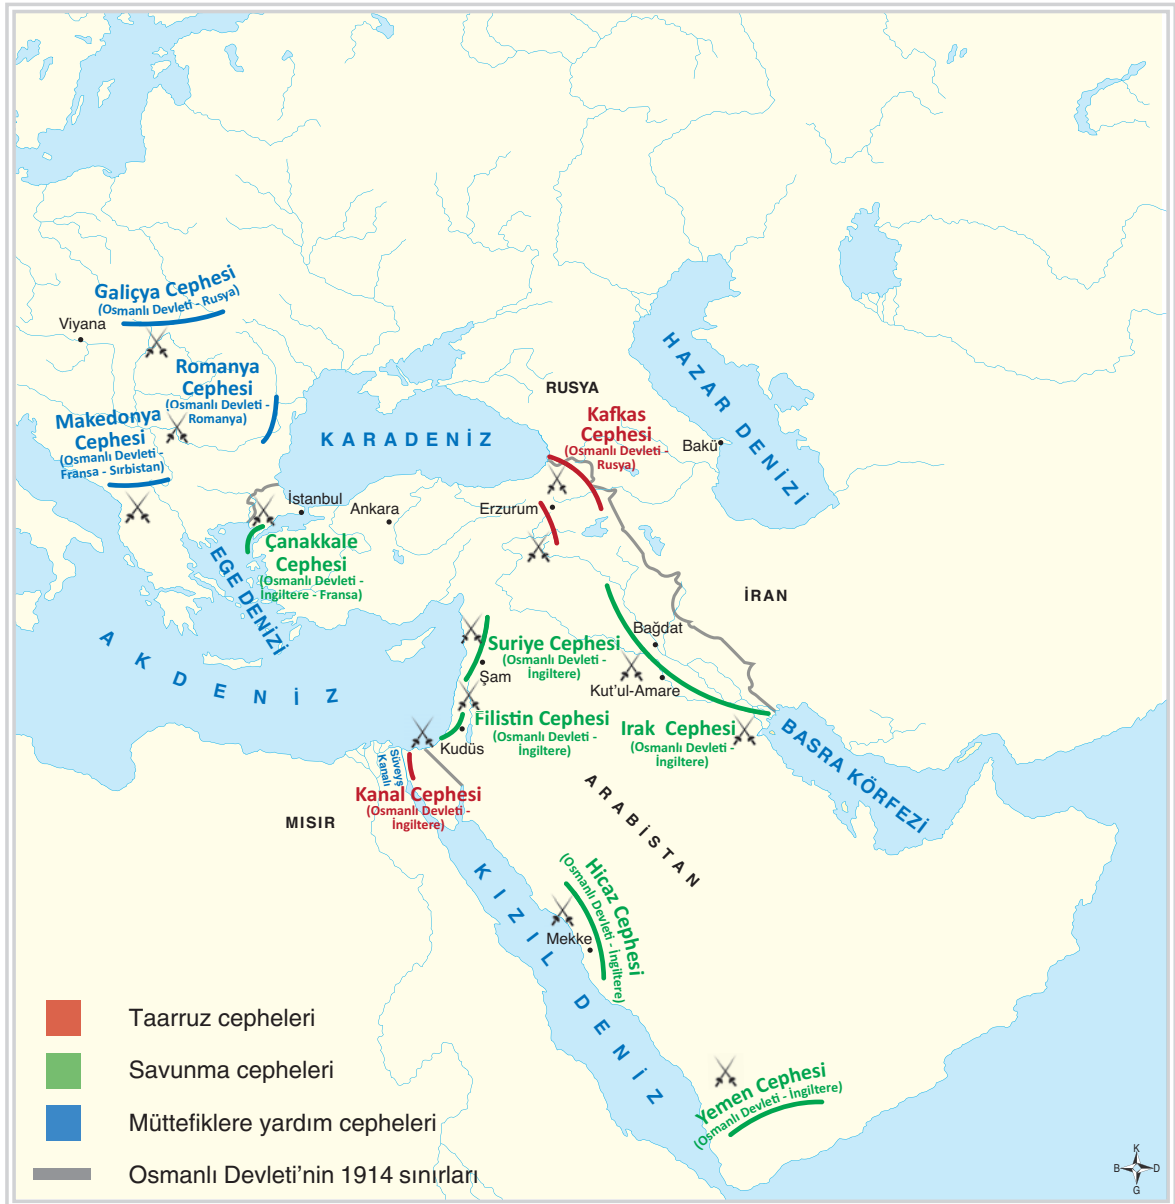 Galiçya Cephesi
(Osmanlı Devleti - Rusya)
Viyana
Romanya
Cephesi
(Osmanlı Devleti -
Romanya)
Makedonya
Cephesi
(Osmanlı Devleti -
Fransa - Sırbistan)
RUSYA
HAZAR DENİZİ
Kafkas
Cephesi
(Osmanlı Devleti -
Rusya)
Bakü
KARADENİZ
İstanbul
Ankara
Erzurum
Çanakkale
Cephesi
(Osmanlı Devleti -
İngiltere - Fransa)
EGE DENİZİ
AKDENİZ
İRAN
Bağdat
Suriye Cephesi
(Osmanlı Devleti -
İngiltere)
Şam
Kut'ul-Amare
Filistin Cephesi
(Osmanlı Devleti -
İngiltere)
Kudüs
Irak Cephesi
(Osmanlı Devleti -
İngiltere)
BASRA KÖRFEZİ
Süveyş
Kanalı
Kanal Cephesi
(Osmanlı Devleti -
İngiltere)
MISIR
ARABİSTAN
KIZIL DENİZ
Hicaz Cephesi
(Osmanlı Devleti - İngiltere)
Mekke
Yemen Cephesi
(Osmanlı Devleti - İngiltere)
Taarruz cepheleri
Savunma cepheleri
Müttefiklere yardım cepheleri
Osmanlı Devleti'nin 1914 sınırları
K
B D
G